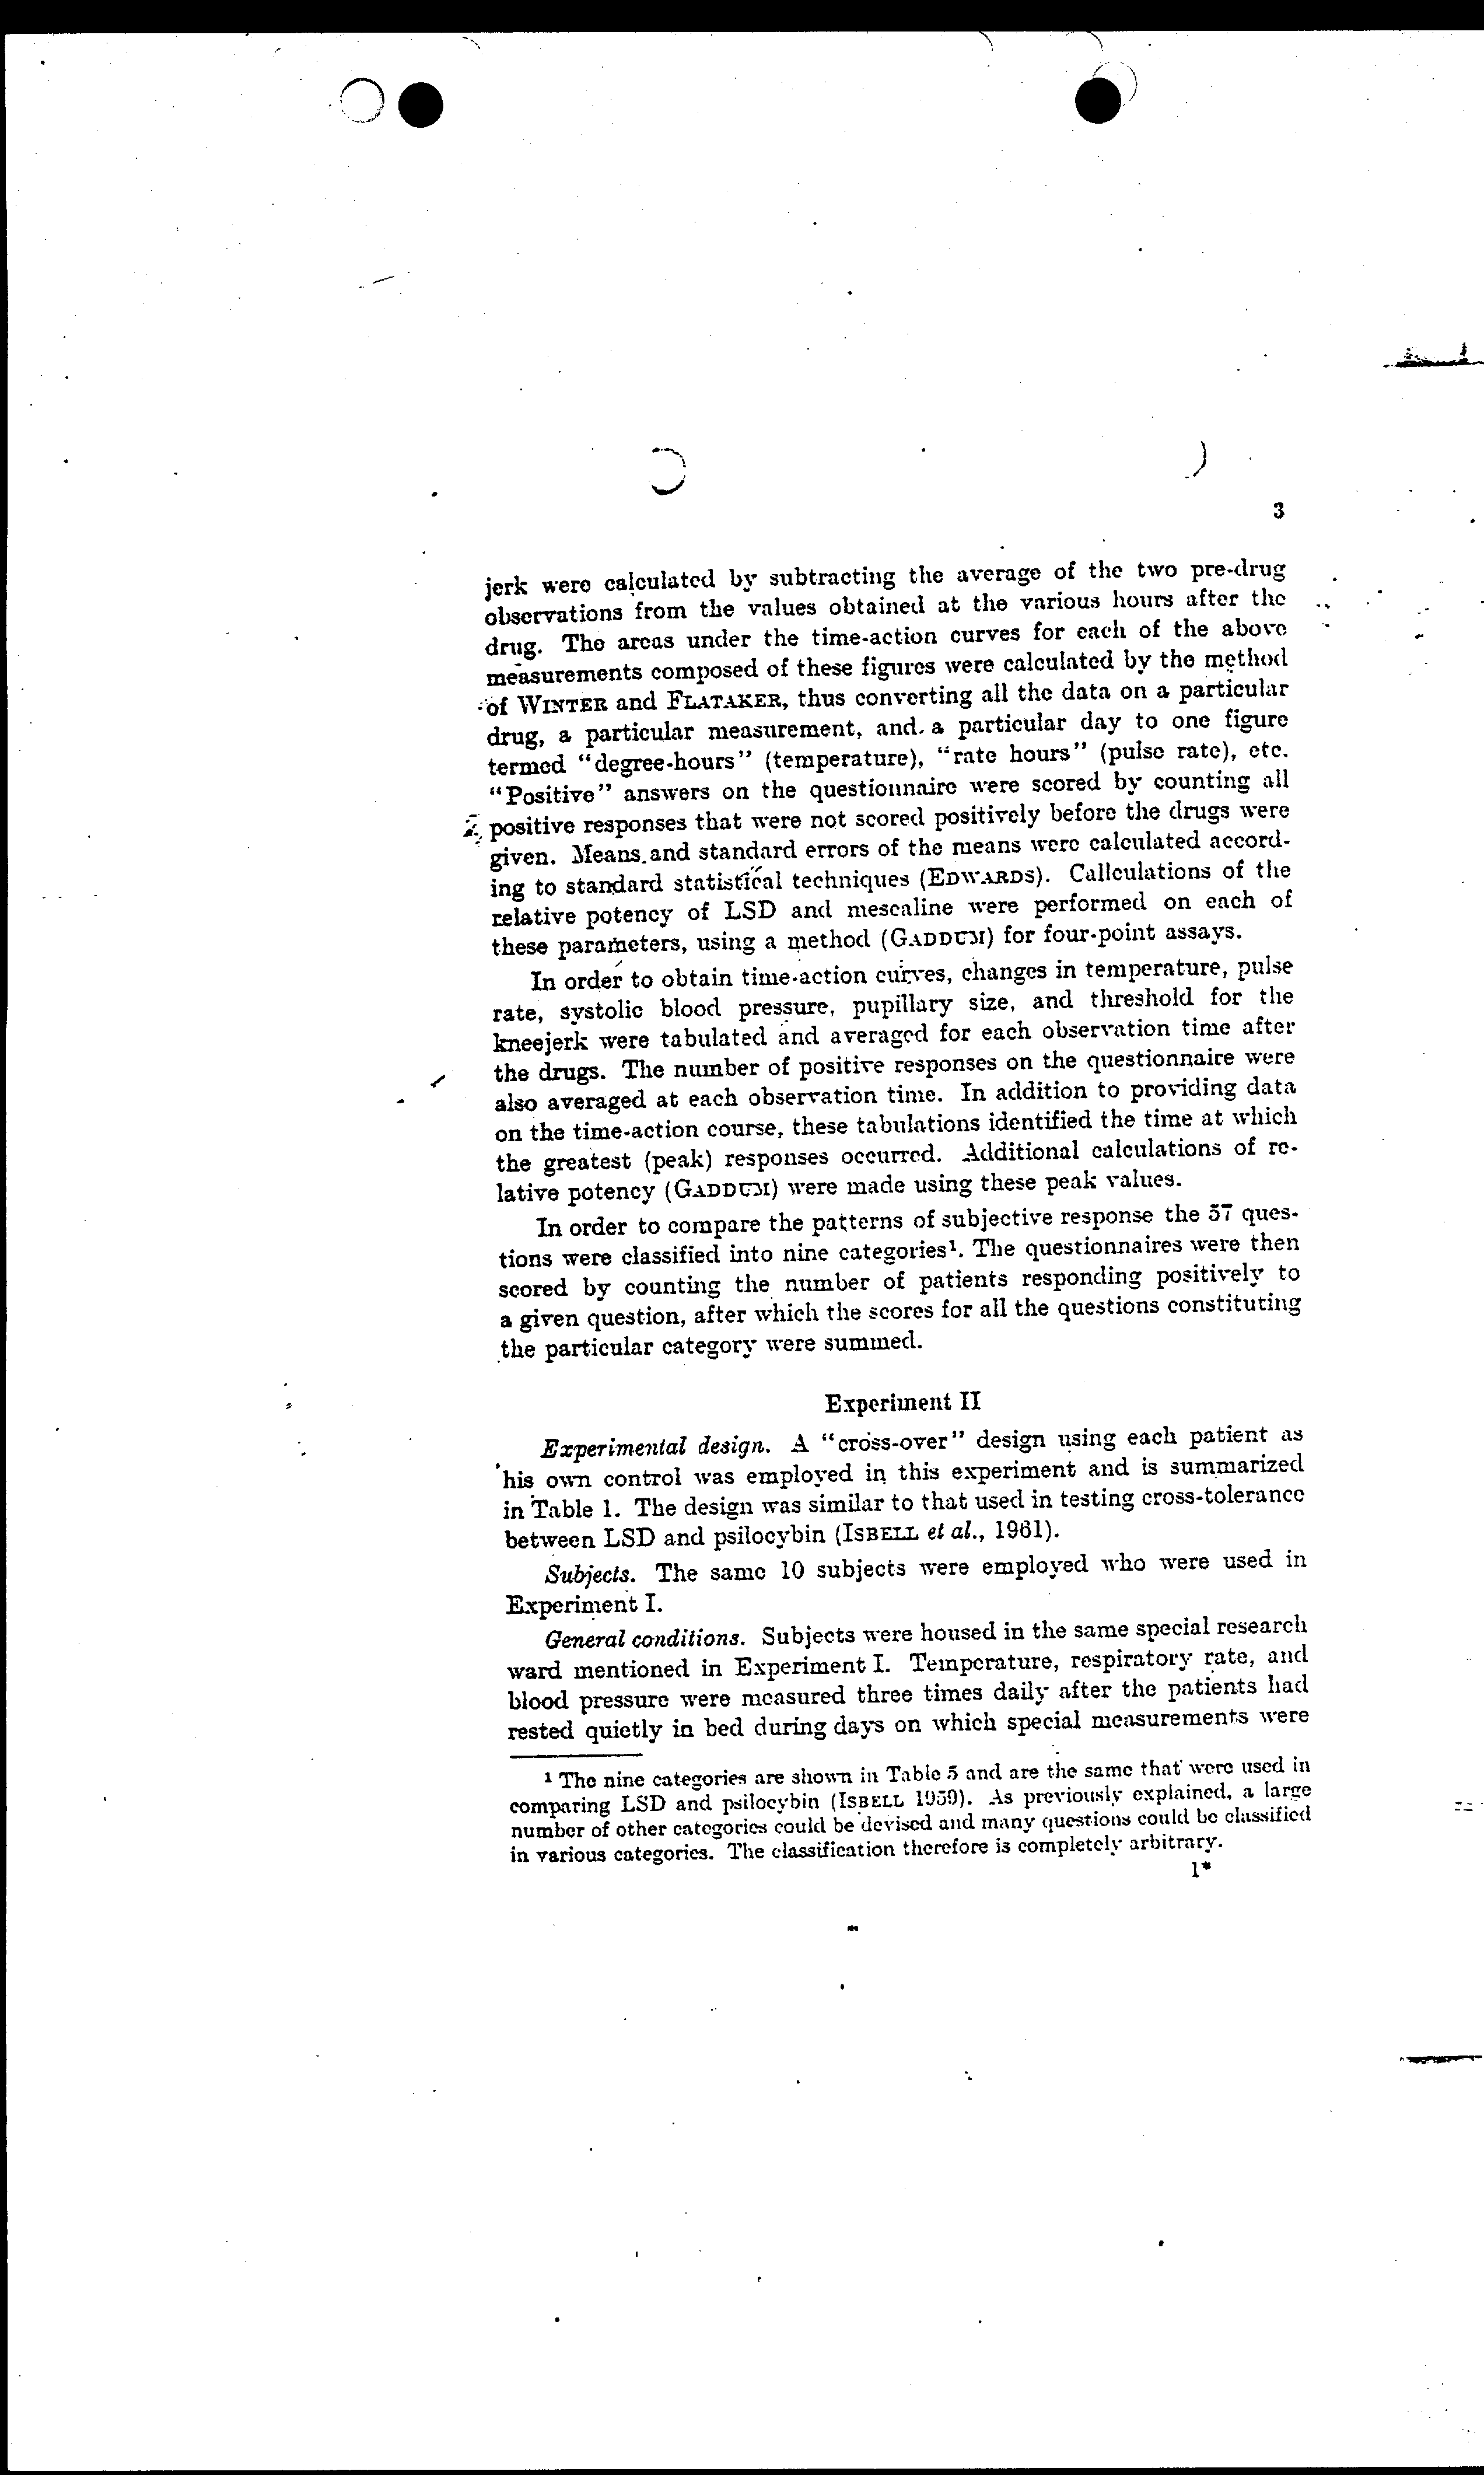 3
jerk were calculated by subtracting the average of the two pre-drug
observations from the values obtained at the various hours after the
drug. The areas under the time-action curves for each of the above
measurements composed of these figures were calculated by the method
of WINTER and FLATAKER, thus converting all the data on a particular
drug, a particular measurement, and a particular day to one figure
termed “degree-hours” (temperature), “rate hours” (pulse rate), etc.
“Positive” answers on the questionnaire were scored by counting all
positive responses that were not scored positively before the drugs were
given. Means and standard errors of the means were calculated accord-
ing to standard statistical techniques (EDWARDS). Callculations of the
relative potency of LSD and mescaline were performed on each of
these parameters, using a method (GADDUM) for four-point assays.
In order to obtain time-action curves, changes in temperature, pulse
rate, systolic blood pressure, pupillary size, and threshold for the
kneejerk were tabulated and averaged for each observation time after
the drugs. The number of positive responses on the questionnaire were
also averaged at each observation time. In addition to providing data
on the time-action course, these tabulations identified the time at which
the greatest (peak) responses occurred. Additional calculations of re-
lative potency (GADDUM) were made using these peak values.
In order to compare the patterns of subjective response the 57 ques-
tions were classified into nine categories¹. The questionnaires were then
scored by counting the number of patients responding positively to
a given question, after which the scores for all the questions constituting
the particular category were summed.
Experiment II
Experimental design. A “cross-over” design using each patient as
his own control was employed in this experiment and is summarized
in Table 1. The design was similar to that used in testing cross-tolerance
between LSD and psilocybin (ISBELL et al., 1961).
Subjects. The same 10 subjects were employed who were used in
Experiment I.
General conditions. Subjects were housed in the same special research
ward mentioned in Experiment I. Temperature, respiratory rate, and
blood pressure were measured three times daily after the patients had
rested quietly in bed during days on which special measurements were
¹ The nine categories are shown in Table 5 and are the same that were used in
comparing LSD and psilocybin (ISBELL 1959). As previously explained, a large
number of other categories could be devised and many questions could be classified
in various categories. The classification therefore is completely arbitrary.
1*